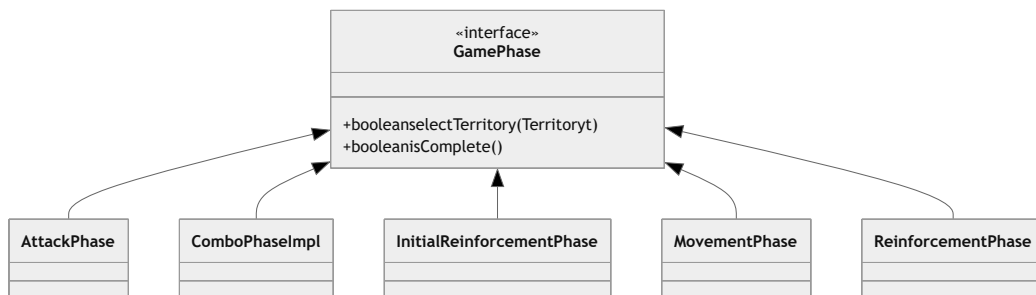 «interface»
GamePhase
+booleanselectTerritory(Territoryt)
+booleanisComplete()
AttackPhase
ComboPhaseImpl
InitialReinforcementPhase
MovementPhase
ReinforcementPhase